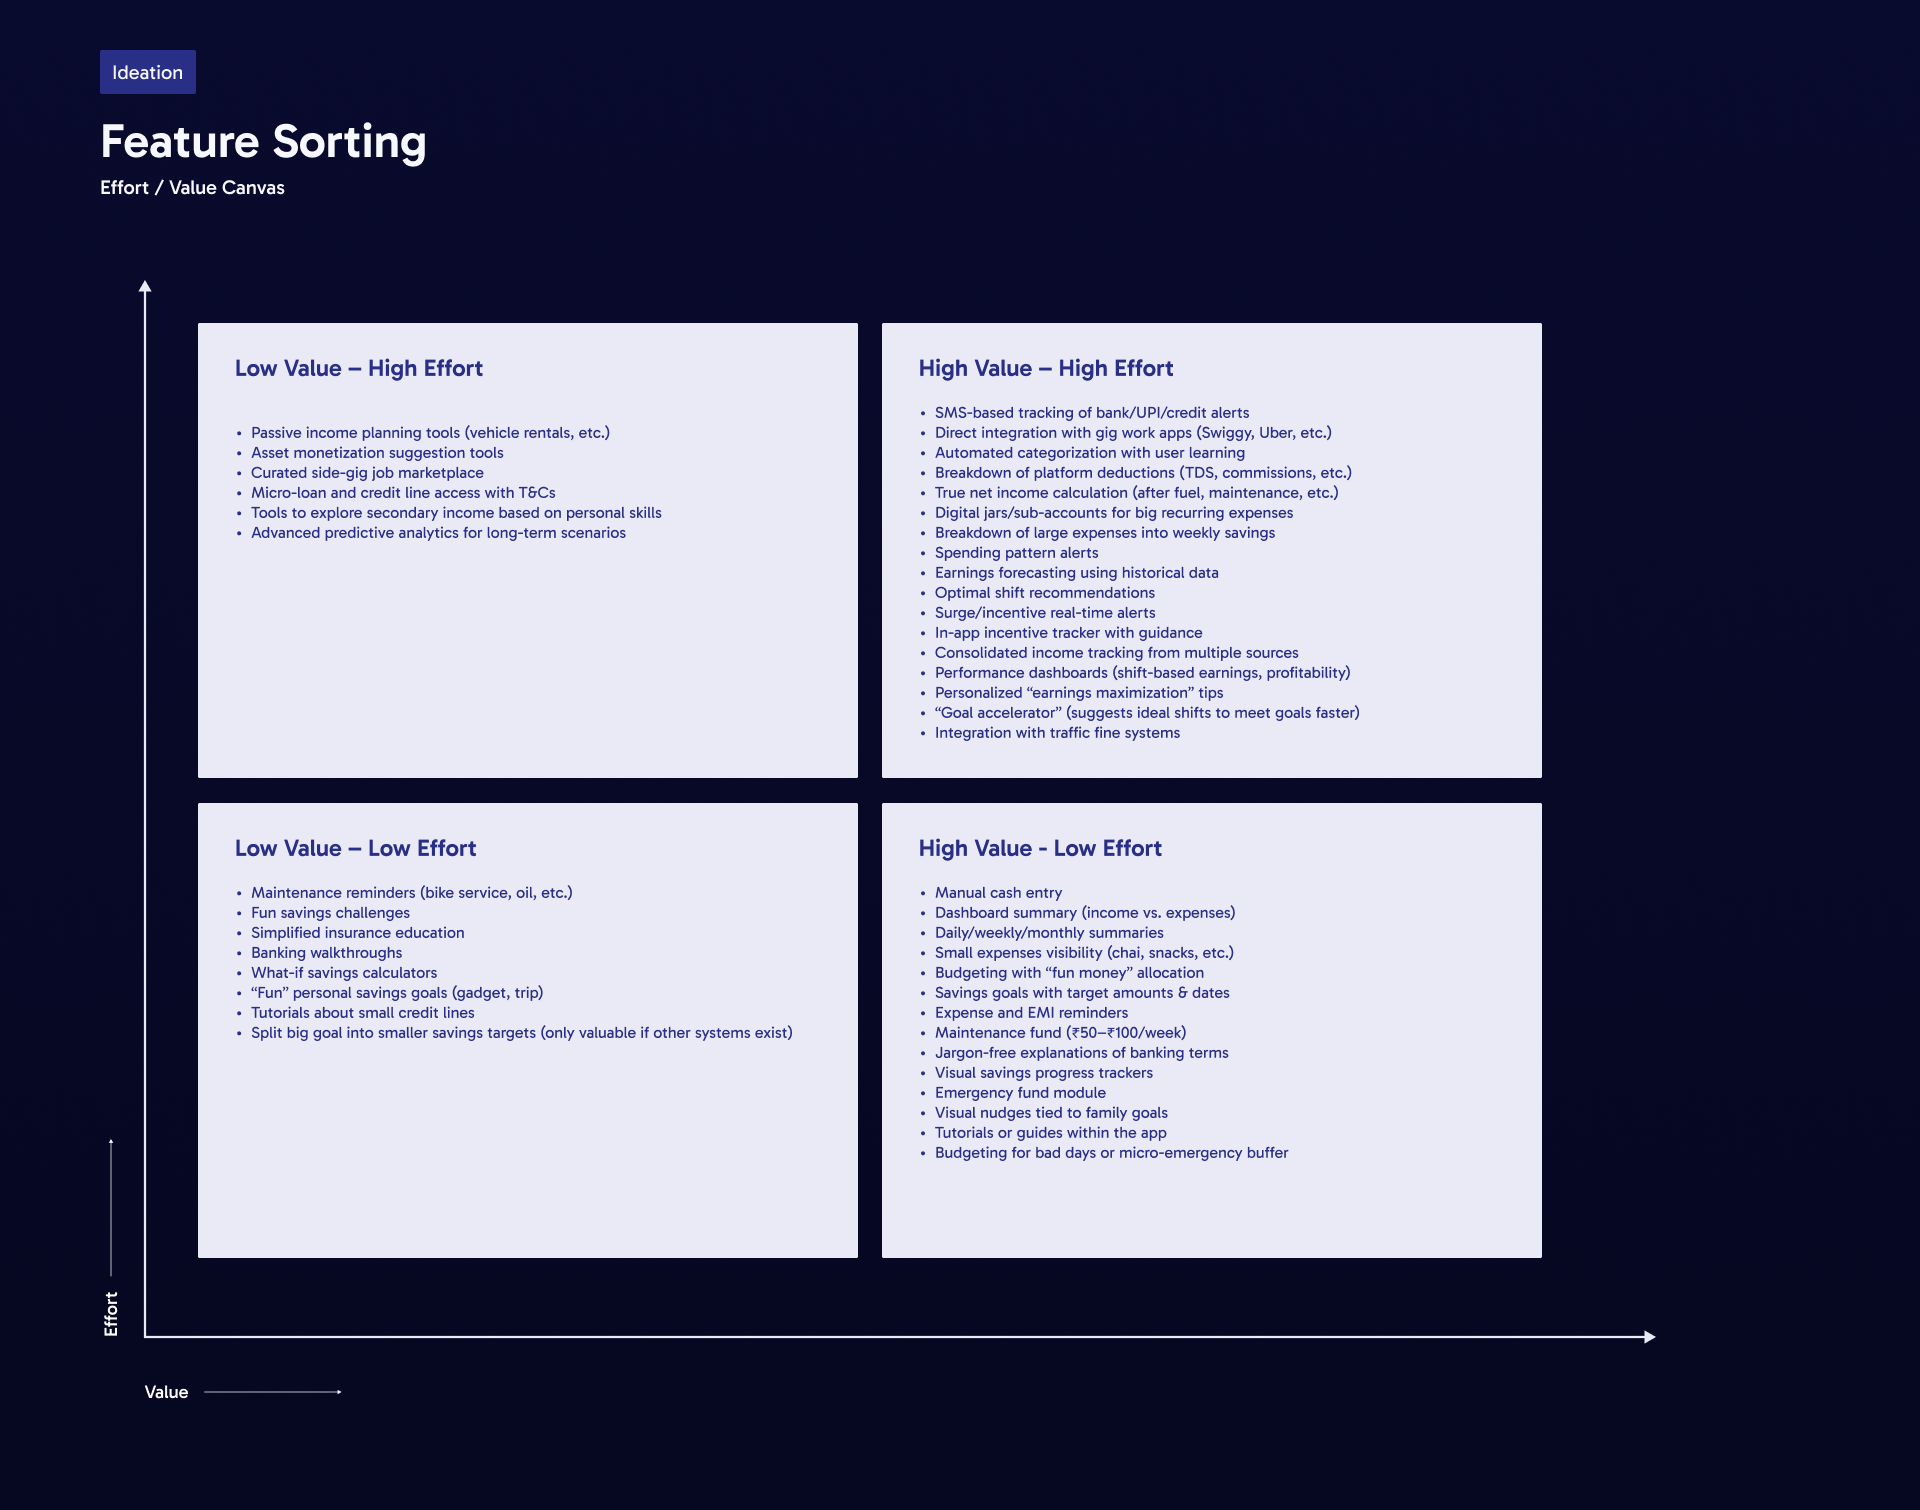 Ideation
Feature Sorting
Effort / Value Canvas
Low Value – High Effort
• Passive income planning tools (vehicle rentals, etc.)
• Asset monetization suggestion tools
• Curated side-gig job marketplace
• Micro-loan and credit line access with T&Cs
• Tools to explore secondary income based on personal skills
• Advanced predictive analytics for long-term scenarios
High Value – High Effort
• SMS-based tracking of bank/UPI/credit alerts
• Direct integration with gig work apps (Swiggy, Uber, etc.)
• Automated categorization with user learning
• Breakdown of platform deductions (TDS, commissions, etc.)
• True net income calculation (after fuel, maintenance, etc.)
• Digital jars/sub-accounts for big recurring expenses
• Breakdown of large expenses into weekly savings
• Spending pattern alerts
• Earnings forecasting using historical data
• Optimal shift recommendations
• Surge/incentive real-time alerts
• In-app incentive tracker with guidance
• Consolidated income tracking from multiple sources
• Performance dashboards (shift-based earnings, profitability)
• Personalized “earnings maximization” tips
• “Goal accelerator” (suggests ideal shifts to meet goals faster)
• Integration with traffic fine systems
Low Value – Low Effort
• Maintenance reminders (bike service, oil, etc.)
• Fun savings challenges
• Simplified insurance education
• Banking walkthroughs
• What-if savings calculators
• “Fun” personal savings goals (gadget, trip)
• Tutorials about small credit lines
• Split big goal into smaller savings targets (only valuable if other systems exist)
High Value - Low Effort
• Manual cash entry
• Dashboard summary (income vs. expenses)
• Daily/weekly/monthly summaries
• Small expenses visibility (chai, snacks, etc.)
• Budgeting with “fun money” allocation
• Savings goals with target amounts & dates
• Expense and EMI reminders
• Maintenance fund (₹50–₹100/week)
• Jargon-free explanations of banking terms
• Visual savings progress trackers
• Emergency fund module
• Visual nudges tied to family goals
• Tutorials or guides within the app
• Budgeting for bad days or micro-emergency buffer
Effort
Value